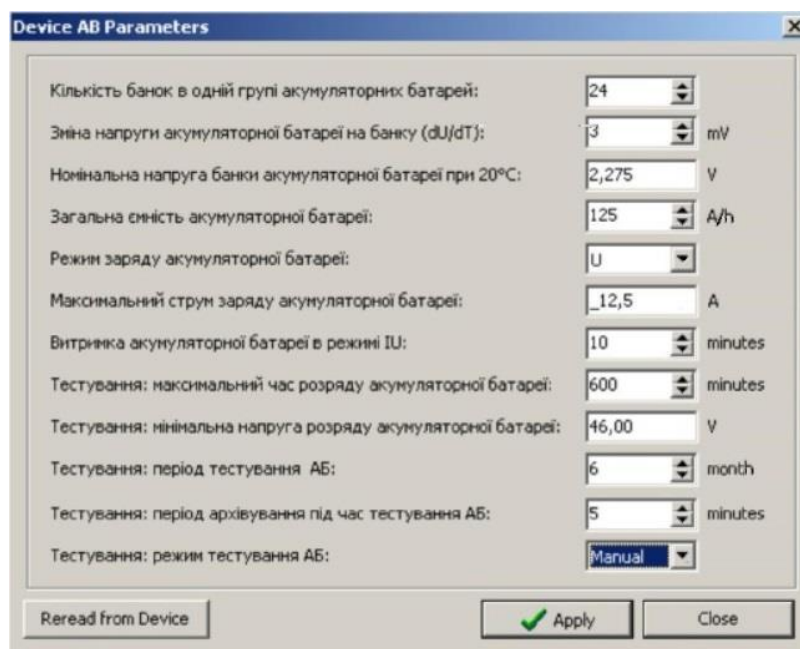 Device AB Parameters
Кількість банок в одній групі акумуляторних батарей: 24
Зміна напруги акумуляторної батареї на банку (dU/dT): 3 mV
Номінальна напруга банки акумуляторної батареї при 20°C: 2,275 V
Загальна ємність акумуляторної батареї: 125 A/h
Режим заряду акумуляторної батареї: U
Максимальний струм заряду акумуляторної батареї: _12,5 A
Витримка акумуляторної батареї в режимі IU: 10 minutes
Тестування: максимальний час розряду акумуляторної батареї: 600 minutes
Тестування: мінімальна напруга розряду акумуляторної батареї: 46,00 V
Тестування: період тестування АБ: 6 month
Тестування: період архівування під час тестування АБ: 5 minutes
Тестування: режим тестування АБ: Manual
Reread from Device Apply Close